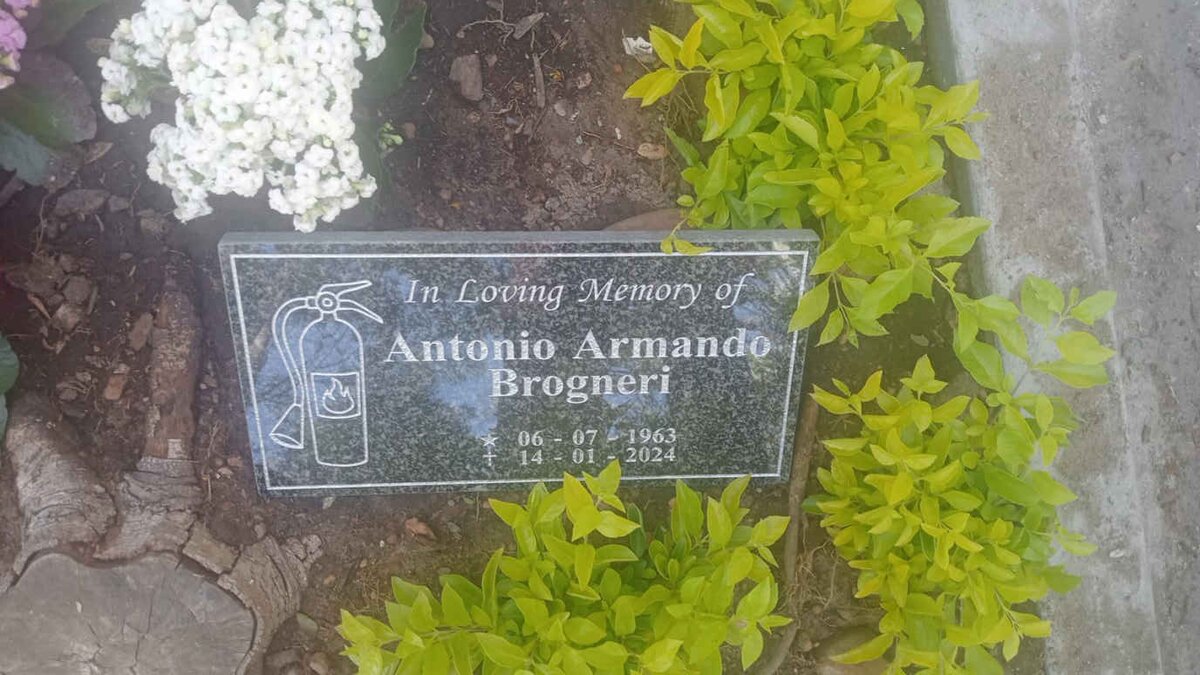 In Loving Memory of
Antonio Armando
Brogneri
★ 06 - 07 - 1963
✝ 14 - 01 - 2024